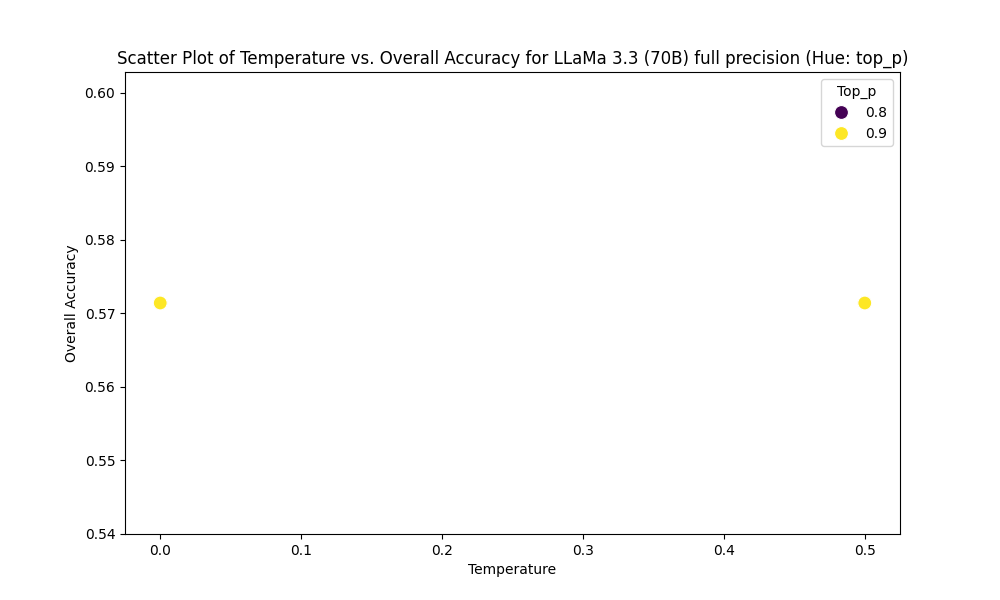 Scatter Plot of Temperature vs. Overall Accuracy for LLaMa 3.3 (70B) full precision (Hue: top_p)
Top_p
0.8
0.9
0.60
0.59
0.58
0.57
0.56
0.55
0.54
Overall Accuracy
0.0 0.1 0.2 0.3 0.4 0.5
Temperature